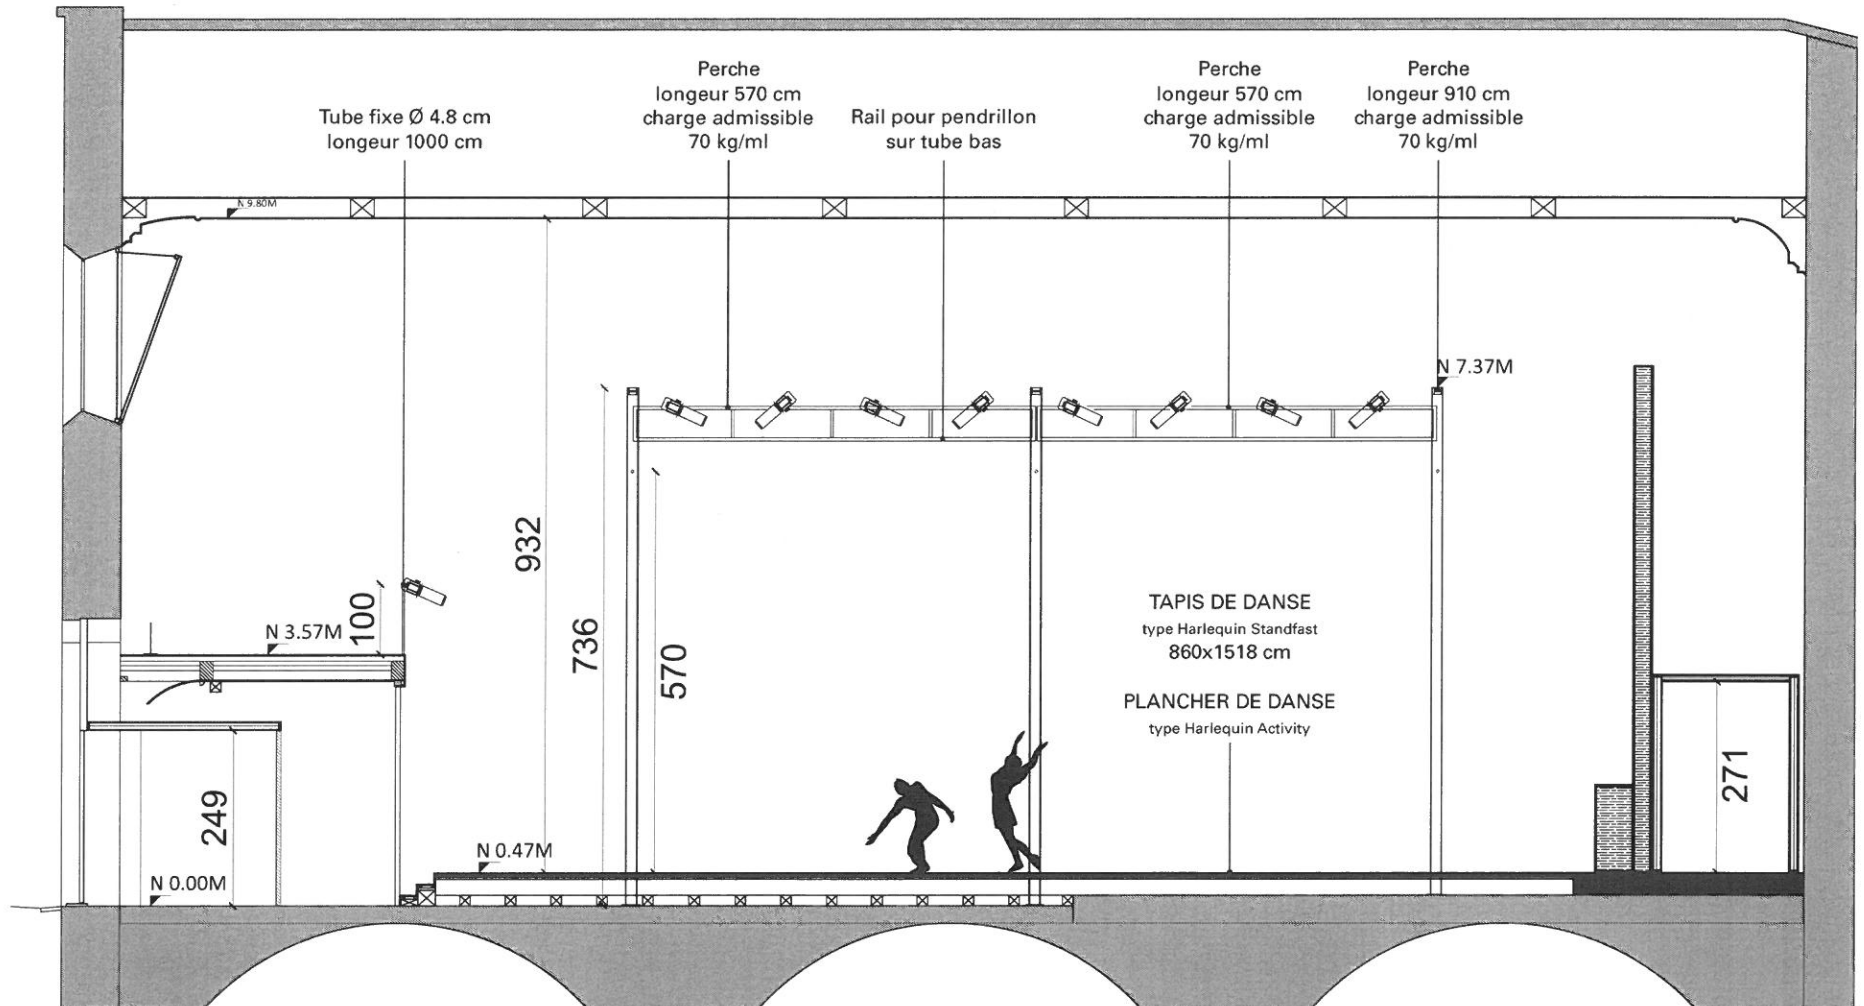 Perche
longeur 570 cm
charge admissible
70 kg/ml
Perche
longeur 570 cm
charge admissible
70 kg/ml
Perche
longeur 910 cm
charge admissible
70 kg/ml
Tube fixe Ø 4.8 cm
longeur 1000 cm
Rail pour pendrillon
sur tube bas
N 9.80M
N 7.37M
932
100
N 3.57M
736
570
TAPIS DE DANSE
type Harlequin Standfast
860x1518 cm
PLANCHER DE DANSE
type Harlequin Activity
271
249
N 0.47M
N 0.00M